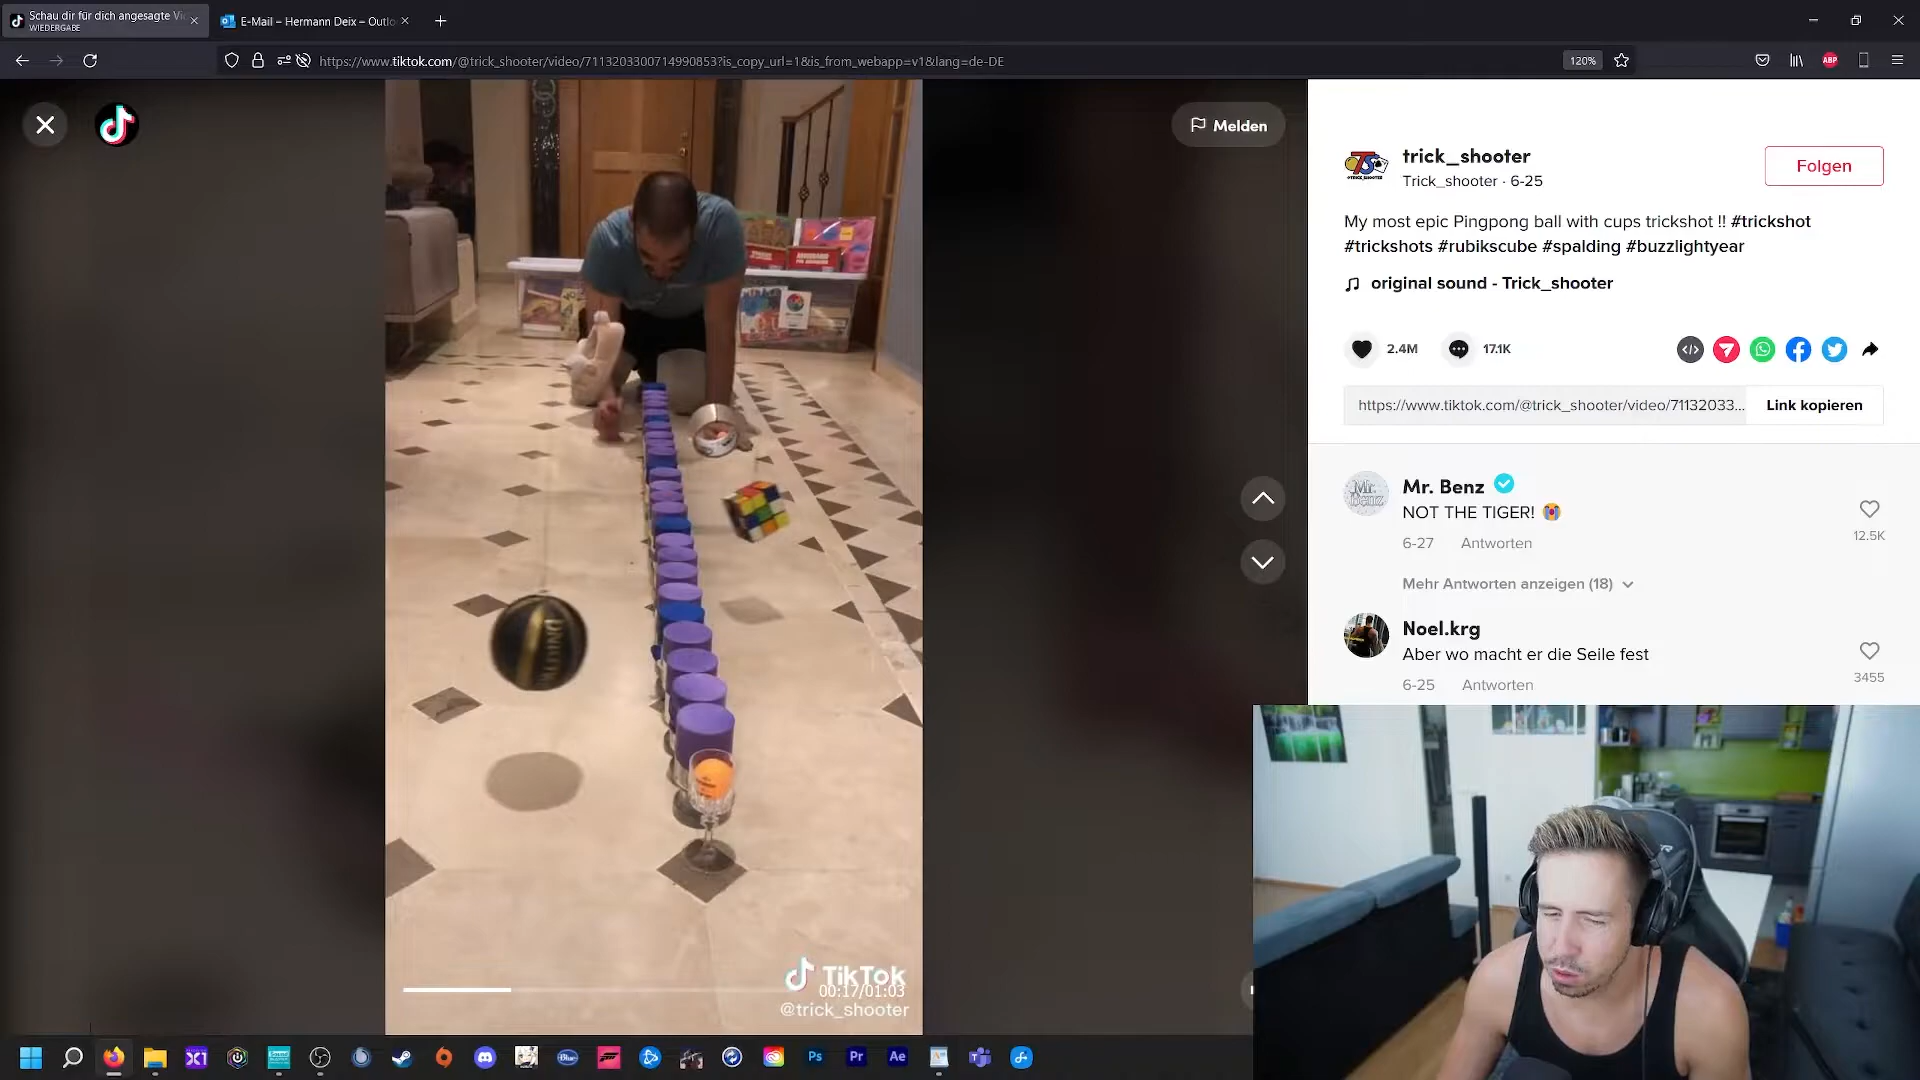 Schau dir für dich angesagte Vi
WIEDERGABE
E-Mail – Hermann Deix – Outlo
https://www.tiktok.com/@trick_shooter/video/7113203300714990853?is_copy_url=1&is_from_webapp=v1&lang=de-DE
120%
ABP
Melden
trick_shooter
Trick_shooter · 6-25
Folgen
My most epic Pingpong ball with cups trickshot !! #trickshot
#trickshots #rubikscube #spalding #buzzlightyear
original sound - Trick_shooter
2.4M
17.1K
https://www.tiktok.com/@trick_shooter/video/71132033...
Link kopieren
Mr. Benz
NOT THE TIGER! 😭
12.5K
6-27 Antworten
Mehr Antworten anzeigen (18)
Noel.krg
Aber wo macht er die Seile fest
3455
6-25 Antworten
TikTok
00:17/01:03
@trick_shooter
X1
Ps
Pr
Ae